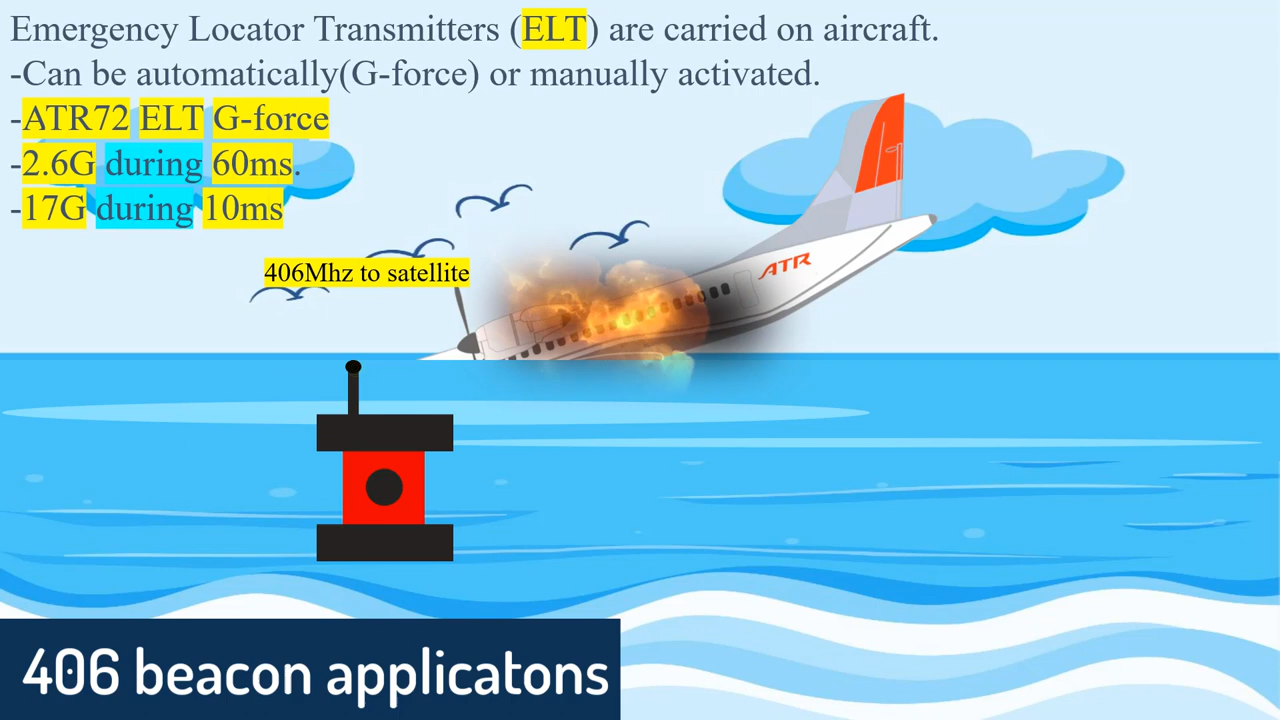 Emergency Locator Transmitters (ELT) are carried on aircraft.
-Can be automatically(G-force) or manually activated.
-ATR72 ELT G-force
-2.6G during 60ms.
-17G during 10ms
406Mhz to satellite
ATR
406 beacon applicatons